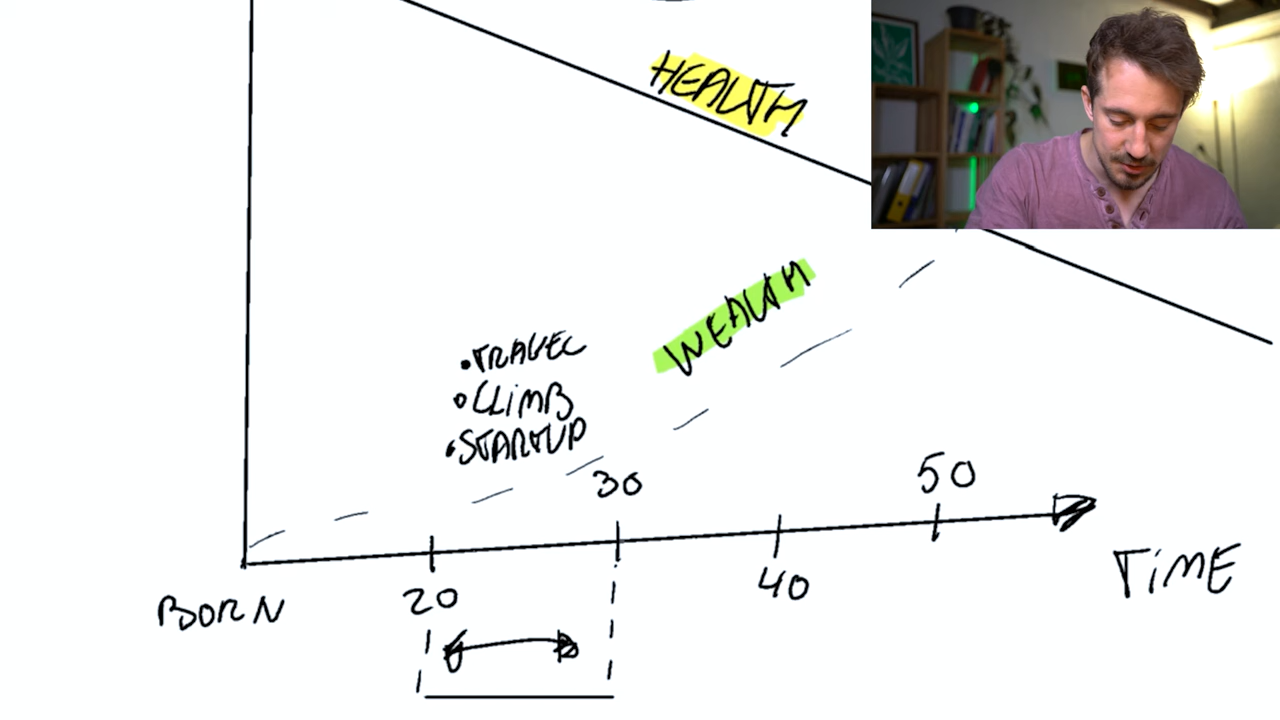 HEALTH
WEALTH
•TRAVEL
•CLIMB
•STARTUP
30
50
20
40
BORN
TIME